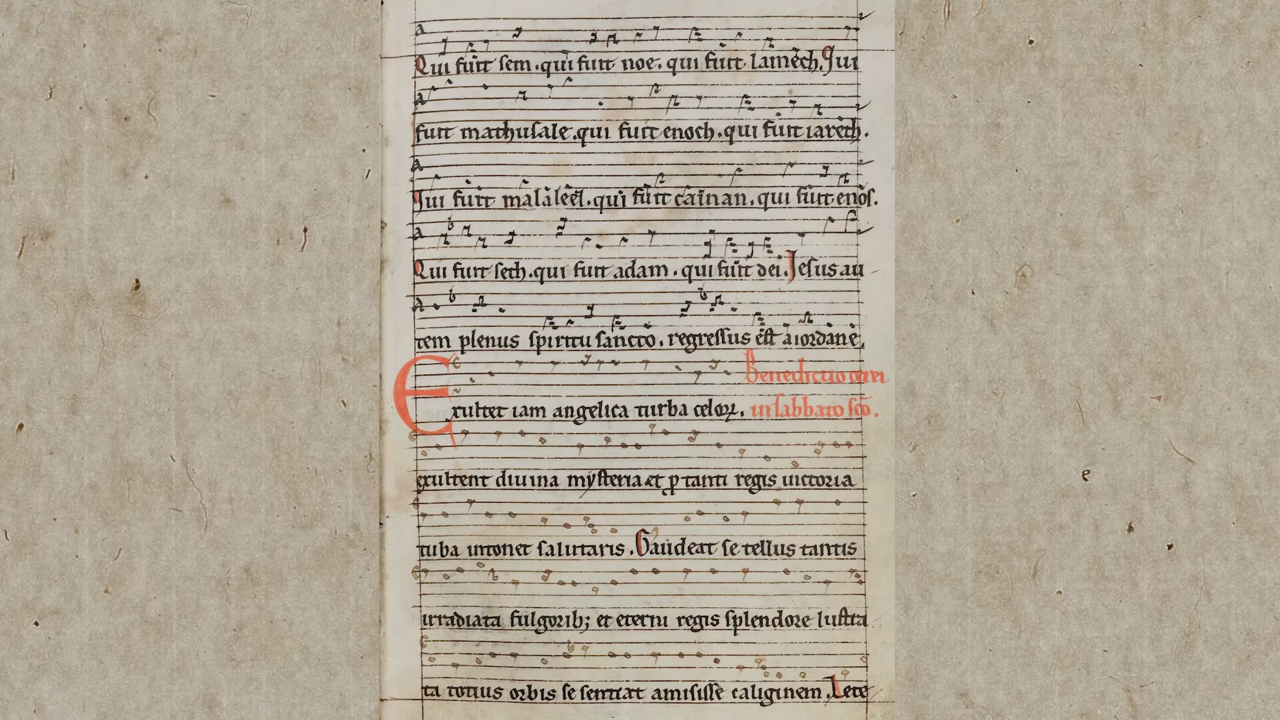 Qui fuit sem. qui fuit noe. qui fuit lamech. Qui
fuit mathusale. qui fuit enoch. qui fuit iareth.
Qui fuit malaleel. qui fuit cainan. qui fuit enos.
Qui fuit seth. qui fuit adam. qui fuit dei. Jesus au
tem plenus spiritu sancto. regressus est a iordane.
Benedictio cerei
Exultet iam angelica turba celoꝝ. in sabbato sc̄o.
exultent divina mysteria et ꝓ tanti regis uictoria
tuba intonet salutaris. Gaudeat se tellus tantis
irradiata fulgorib; et eterni regis splendore lustra
ta totius orbis se sentiat amisisse caliginem. Lete